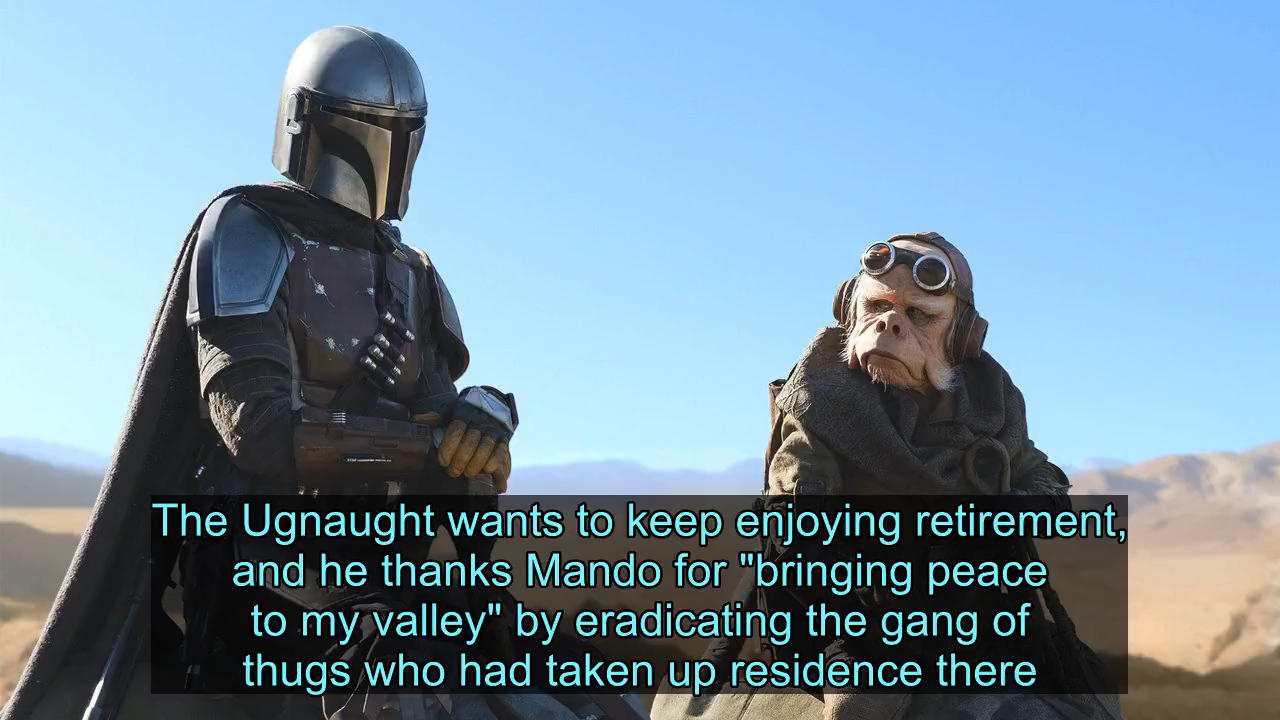 The Ugnaught wants to keep enjoying retirement,
and he thanks Mando for "bringing peace
to my valley" by eradicating the gang of
thugs who had taken up residence there